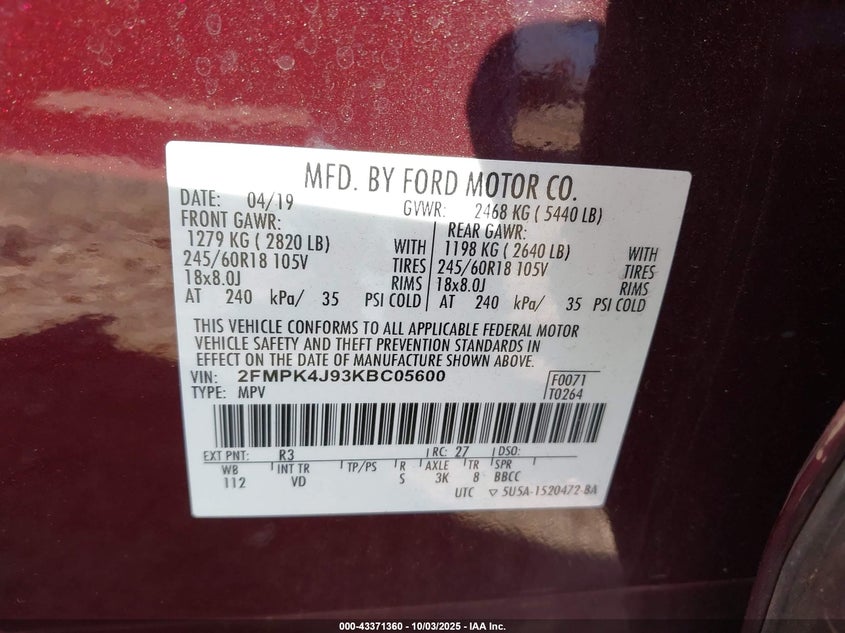 MFD. BY FORD MOTOR CO.
DATE: 04/19 GVWR: 2468 KG ( 5440 LB)
FRONT GAWR: REAR GAWR:
1279 KG ( 2820 LB) WITH 1198 KG ( 2640 LB) WITH
245/60R18 105V TIRES 245/60R18 105V TIRES
18x8.0J RIMS 18x8.0J RIMS
AT 240 kPa/ 35 PSI COLD AT 240 kPa/ 35 PSI COLD
THIS VEHICLE CONFORMS TO ALL APPLICABLE FEDERAL MOTOR
VEHICLE SAFETY AND THEFT PREVENTION STANDARDS IN
EFFECT ON THE DATE OF MANUFACTURE SHOWN ABOVE.
VIN: 2FMPK4J93KBC05600 F0071
TYPE: MPV T0264
EXT PNT: R3 RC: 27 DSO:
WB INT TR TP/PS R AXLE TR SPR
112 VD S 3K 8 BBCC
UTC ▽ 5U5A-1520472-BA
000-43371360 - 10/03/2025 - IAA Inc.